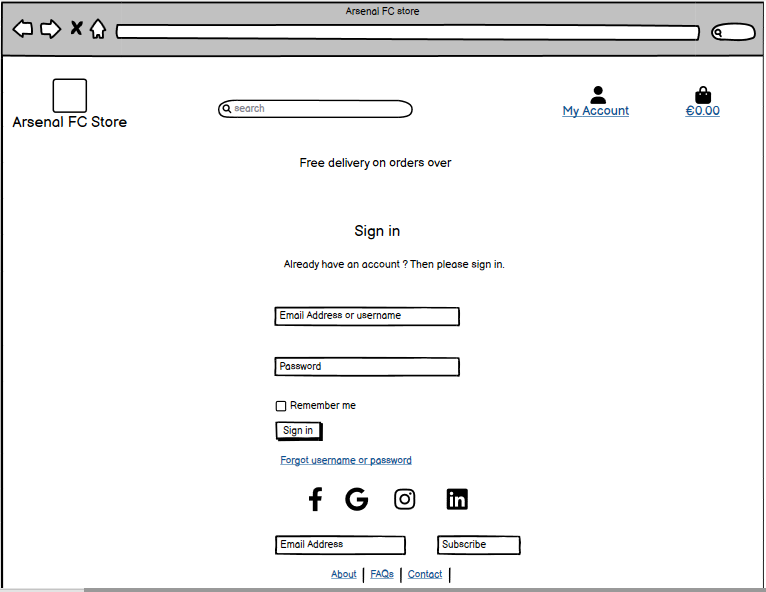 Arsenal FC store
Arsenal FC Store
search
My Account
€0.00
Free delivery on orders over
Sign in
Already have an account ? Then please sign in.
Email Address or username
Password
Remember me
Sign in
Forgot username or password
Email Address
Subscribe
About | FAQs | Contact |